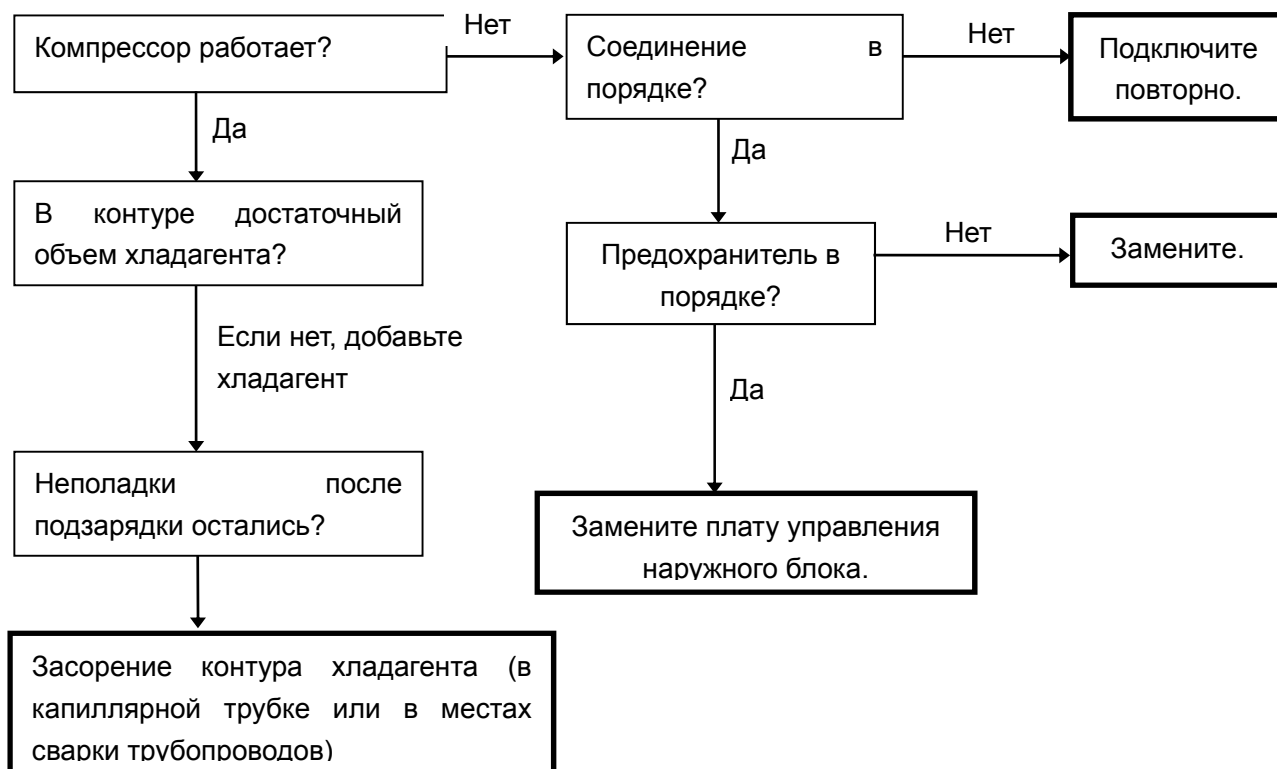 Компрессор работает?
Нет
Соединение в
порядке?
Нет
Подключите
повторно.
Да
Да
В контуре достаточный
объем хладагента?
Предохранитель в
порядке?
Нет
Замените.
Если нет, добавьте
хладагент
Да
Неполадки после
подзарядки остались?
Замените плату управления
наружного блока.
Засорение контура хладагента (в
капиллярной трубке или в местах
сварки трубопроводов)